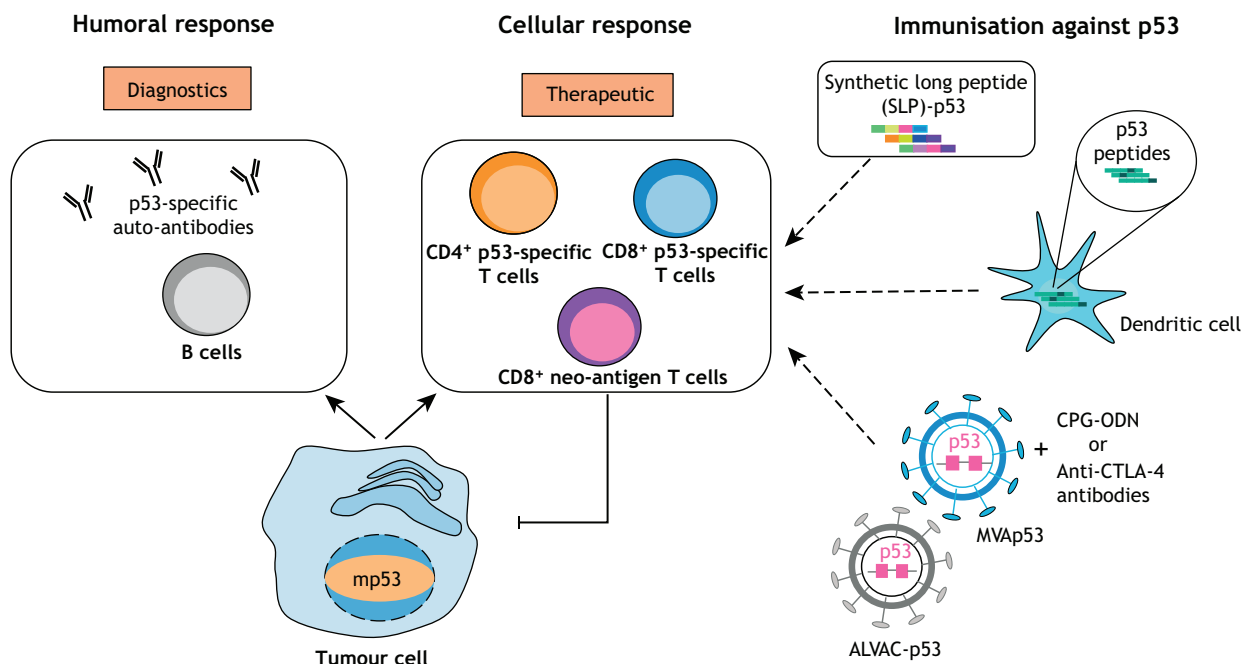 Humoral response
Cellular response
Immunisation against p53
Diagnostics
Therapeutic
Synthetic long peptide
(SLP)-p53
p53
peptides
p53-specific
auto-antibodies
B cells
CD4⁺ p53-specific
T cells
CD8⁺ p53-specific
T cells
CD8⁺ neo-antigen T cells
Dendritic cell
p53
+
CPG-ODN
or
Anti-CTLA-4
antibodies
MVAp53
p53
ALVAC-p53
mp53
Tumour cell